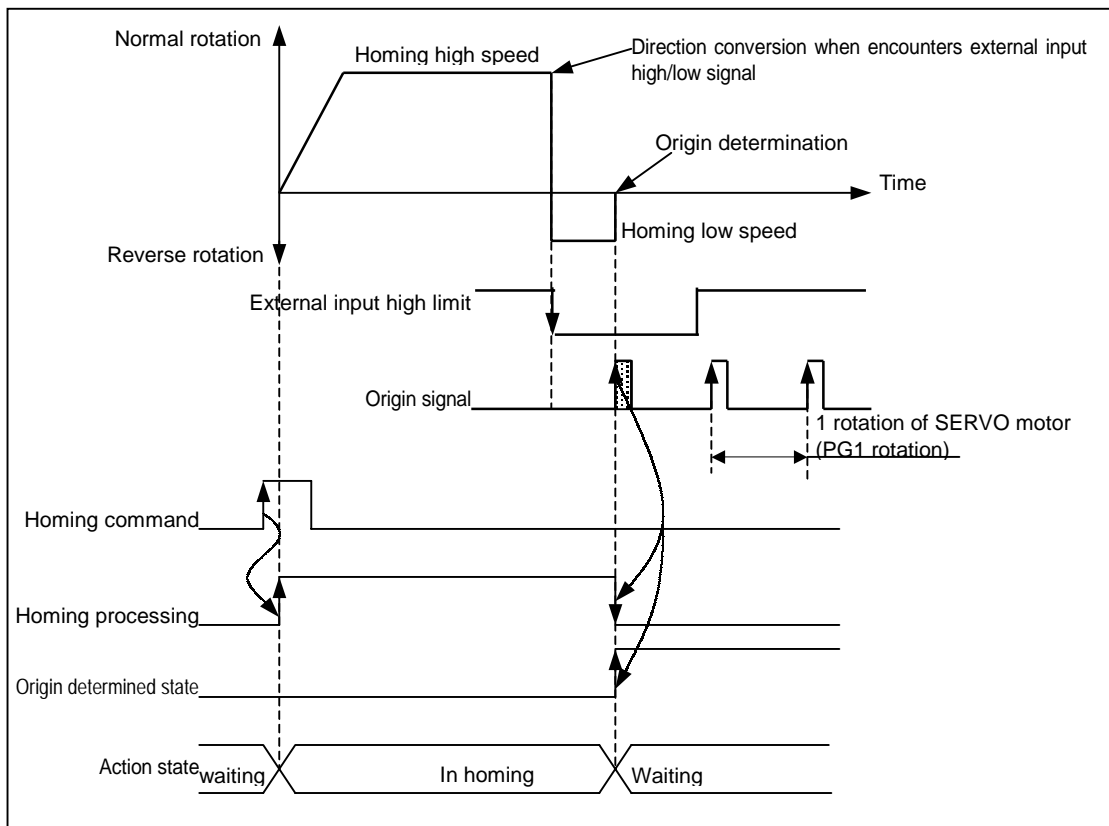 Normal rotation
Homing high speed
Direction conversion when encounters external input
high/low signal
Origin determination
Time
Homing low speed
Reverse rotation
External input high limit
Origin signal
1 rotation of SERVO motor
(PG1 rotation)
Homing command
Homing processing
Origin determined state
Action state
waiting
In homing
Waiting